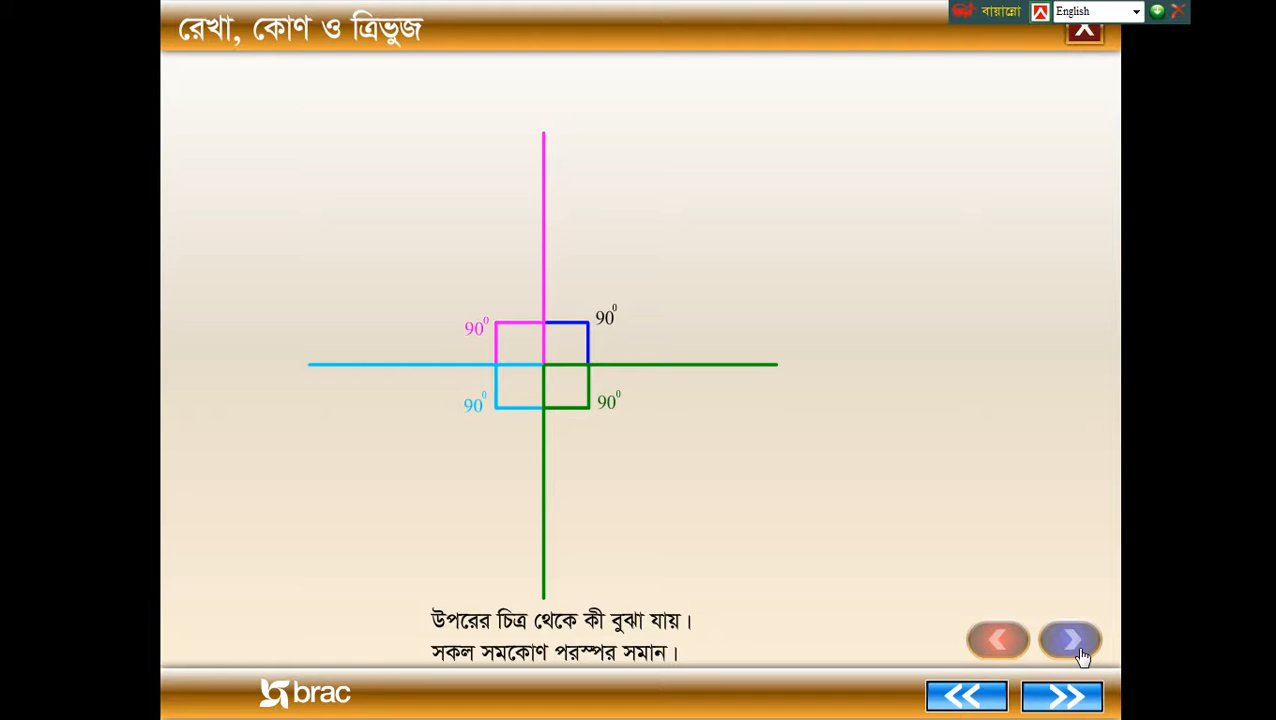 বায়ান্নো
English
রেখা, কোণ ও ত্রিভুজ
90⁰
90⁰
90⁰
90⁰
উপরের চিত্র থেকে কী বুঝা যায়।
সকল সমকোণ পরস্পর সমান।
brac